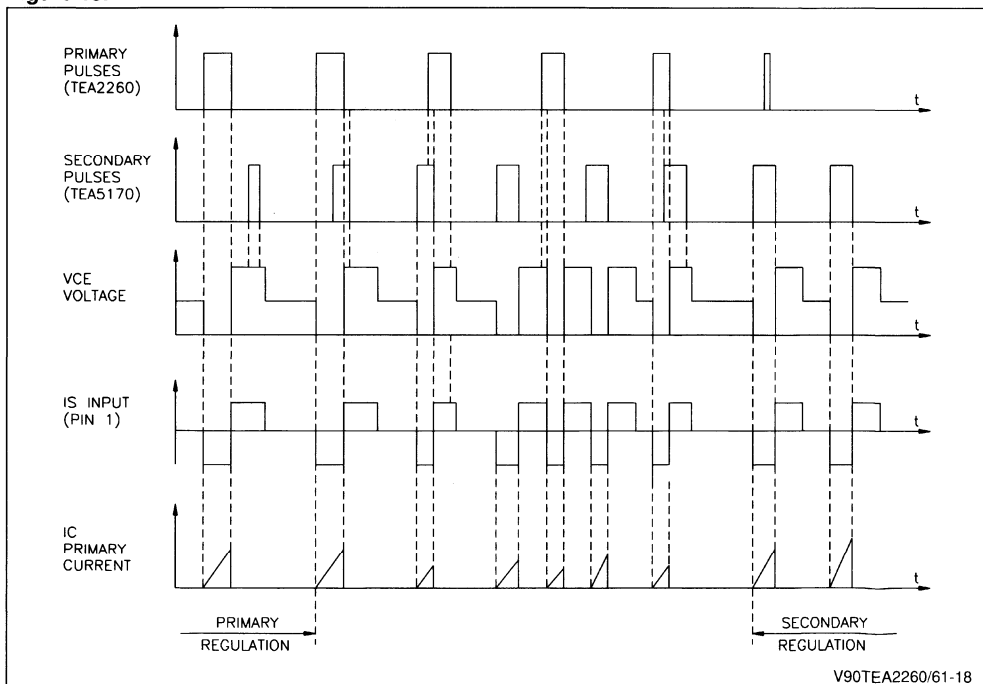 PRIMARY
PULSES
(TEA2260)
t
SECONDARY
PULSES
(TEA5170)
t
VCE
VOLTAGE
t
IS INPUT
(PIN 1)
t
IC
PRIMARY
CURRENT
t
PRIMARY
REGULATION
SECONDARY
REGULATION
V90TEA2260/61-18